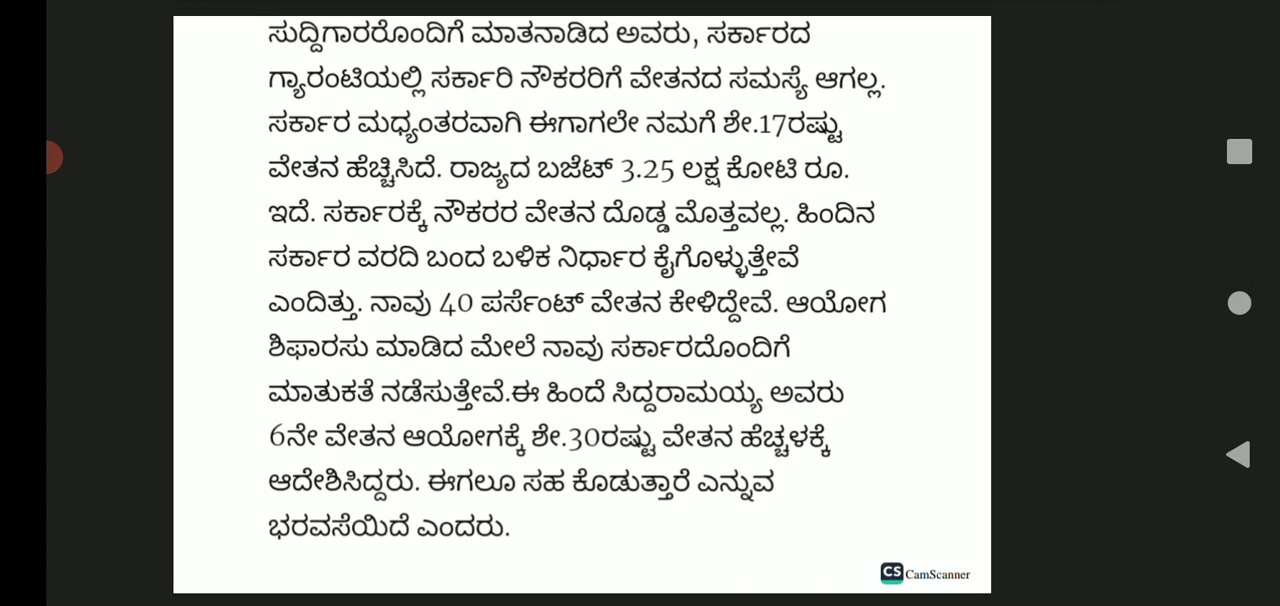 ಸುದ್ದಿಗಾರರೊಂದಿಗೆ ಮಾತನಾಡಿದ ಅವರು, ಸರ್ಕಾರದ
ಗ್ಯಾರಂಟಿಯಲ್ಲಿ ಸರ್ಕಾರಿ ನೌಕರರಿಗೆ ವೇತನದ ಸಮಸ್ಯೆ ಆಗಲ್ಲ.
ಸರ್ಕಾರ ಮಧ್ಯಂತರವಾಗಿ ಈಗಾಗಲೇ ನಮಗೆ ಶೇ.17ರಷ್ಟು
ವೇತನ ಹೆಚ್ಚಿಸಿದೆ. ರಾಜ್ಯದ ಬಜೆಟ್ 3.25 ಲಕ್ಷ ಕೋಟಿ ರೂ.
ಇದೆ. ಸರ್ಕಾರಕ್ಕೆ ನೌಕರರ ವೇತನ ದೊಡ್ಡ ಮೊತ್ತವಲ್ಲ. ಹಿಂದಿನ
ಸರ್ಕಾರ ವರದಿ ಬಂದ ಬಳಿಕ ನಿರ್ಧಾರ ಕೈಗೊಳ್ಳುತ್ತೇವೆ
ಎಂದಿತ್ತು. ನಾವು 40 ಪರ್ಸೆಂಟ್ ವೇತನ ಕೇಳಿದ್ದೇವೆ. ಆಯೋಗ
ಶಿಫಾರಸು ಮಾಡಿದ ಮೇಲೆ ನಾವು ಸರ್ಕಾರದೊಂದಿಗೆ
ಮಾತುಕತೆ ನಡೆಸುತ್ತೇವೆ.ಈ ಹಿಂದೆ ಸಿದ್ದರಾಮಯ್ಯ ಅವರು
6ನೇ ವೇತನ ಆಯೋಗಕ್ಕೆ ಶೇ.30ರಷ್ಟು ವೇತನ ಹೆಚ್ಚಳಕ್ಕೆ
ಆದೇಶಿಸಿದ್ದರು. ಈಗಲೂ ಸಹ ಕೊಡುತ್ತಾರೆ ಎನ್ನುವ
ಭರವಸೆಯಿದೆ ಎಂದರು.
CS CamScanner